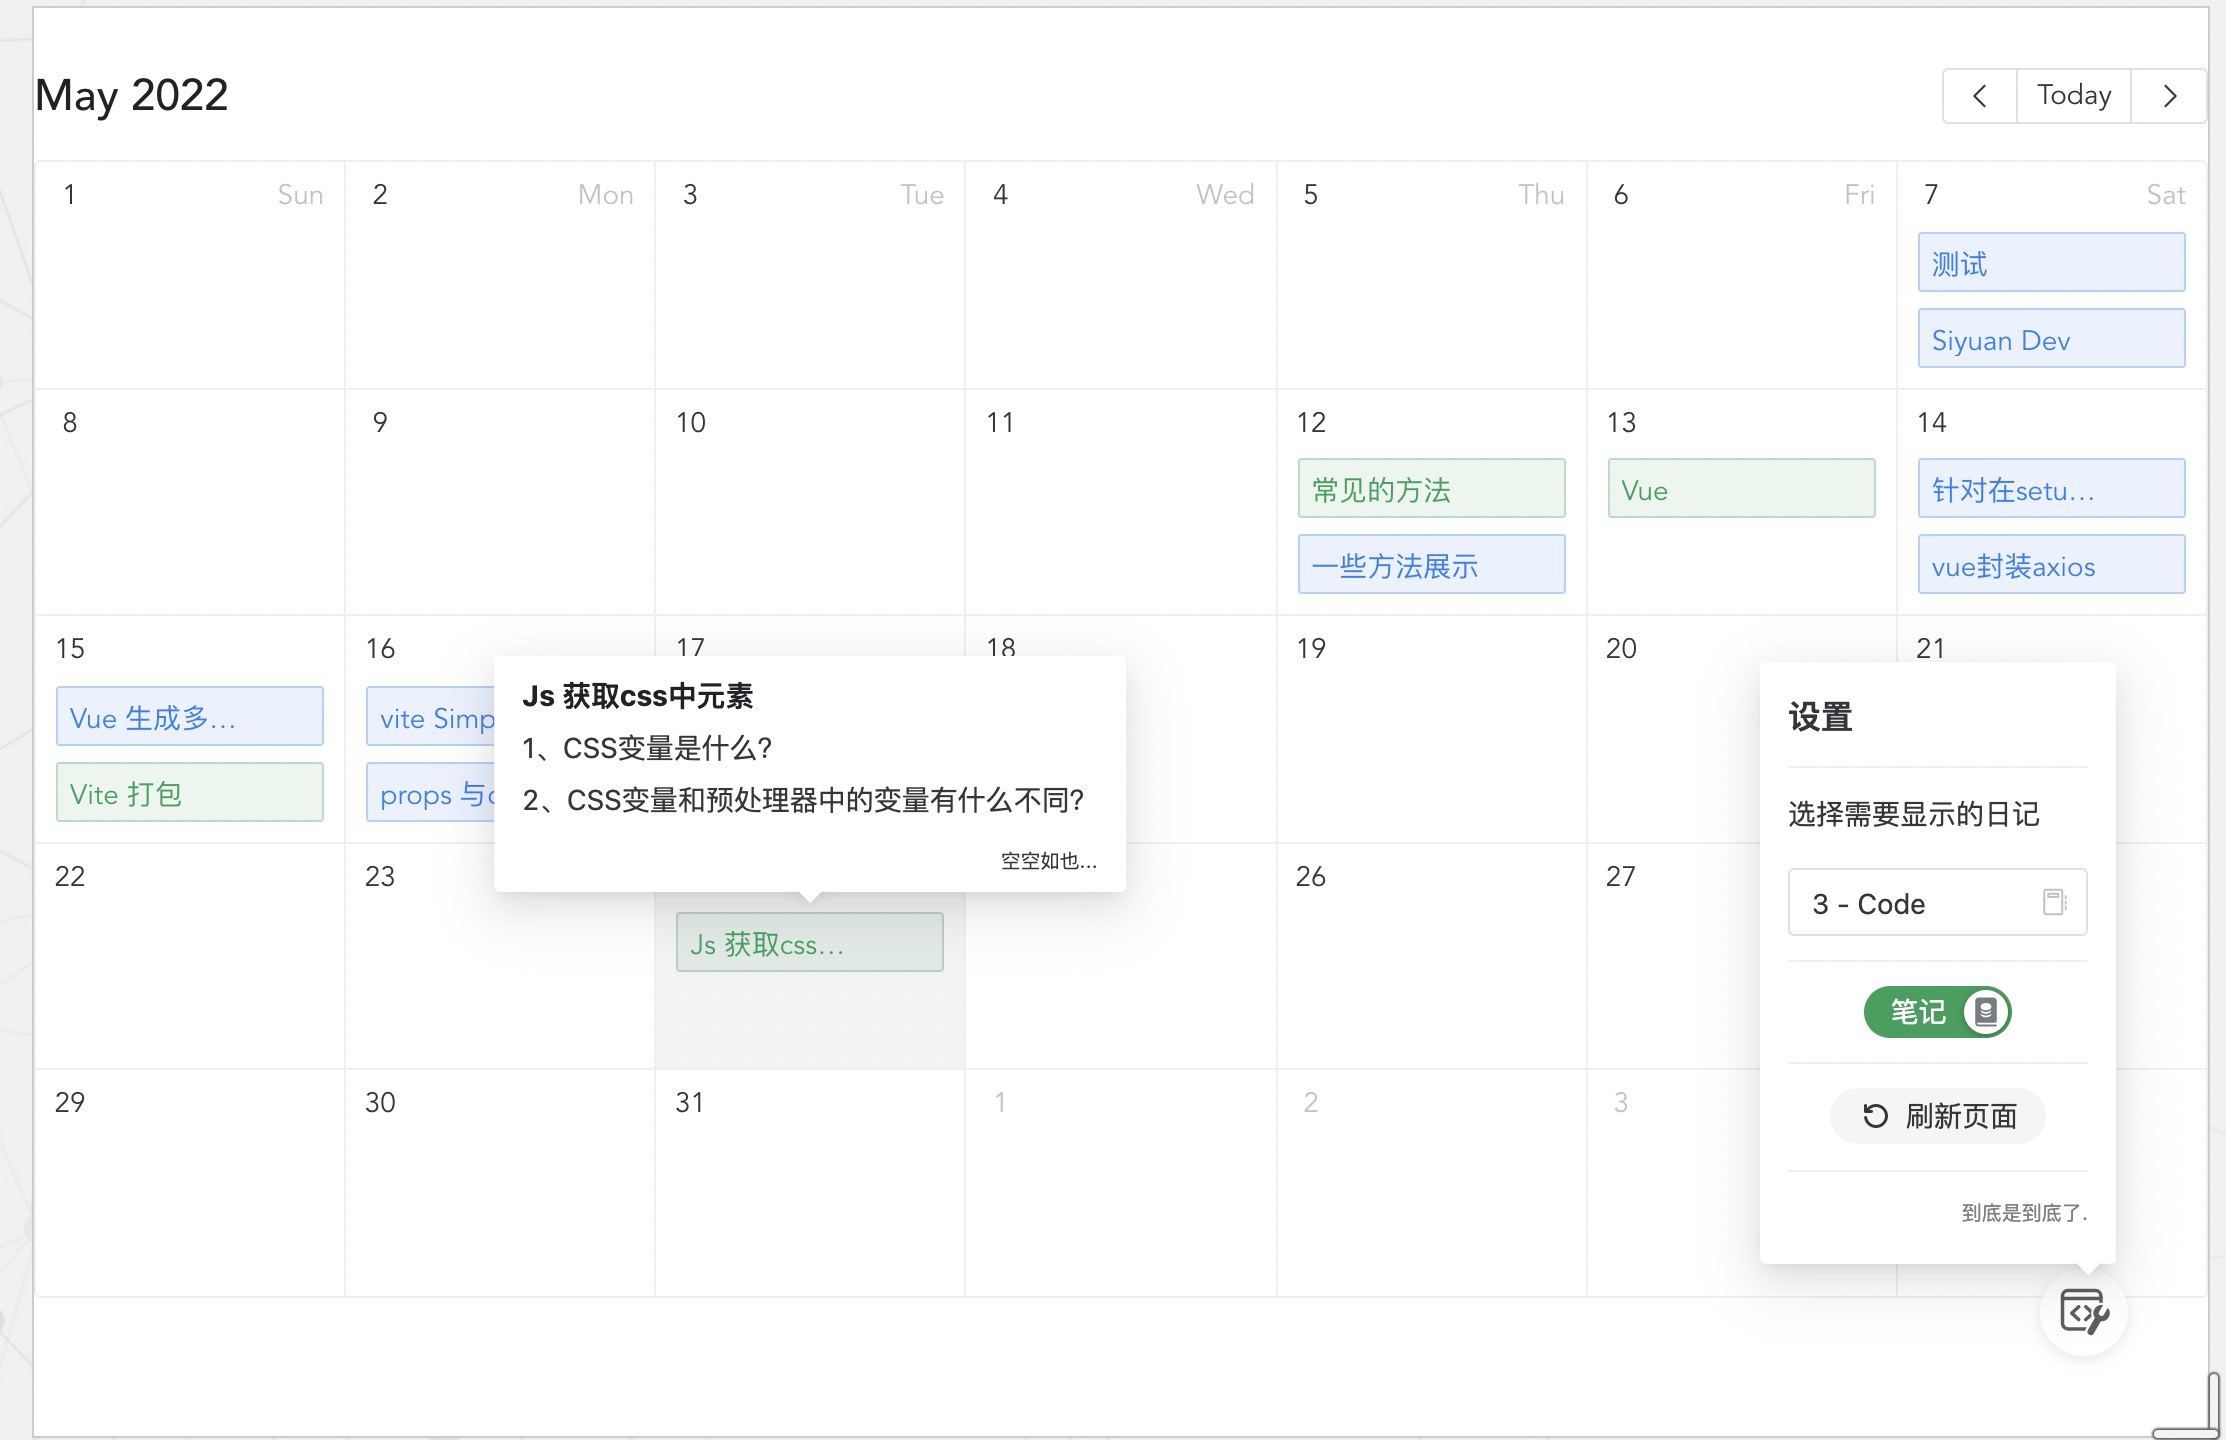 May 2022
Today
1 Sun 2 Mon 3 Tue 4 Wed 5 Thu 6 Fri 7 Sat
测试
Siyuan Dev
8 9 10 11 12 13 14
常见的方法 Vue 针对在setu...
一些方法展示 vue封装axios
15 16 17 18 19 20 21
Vue 生成多... vite Simp
Vite 打包 props 与
Js 获取css中元素
1、CSS变量是什么?
2、CSS变量和预处理器中的变量有什么不同?
空空如也...
22 23 26 27
Js 获取css...
29 30 31 1 2 3
设置
选择需要显示的日记
3 - Code
笔记
刷新页面
到底是到底了.